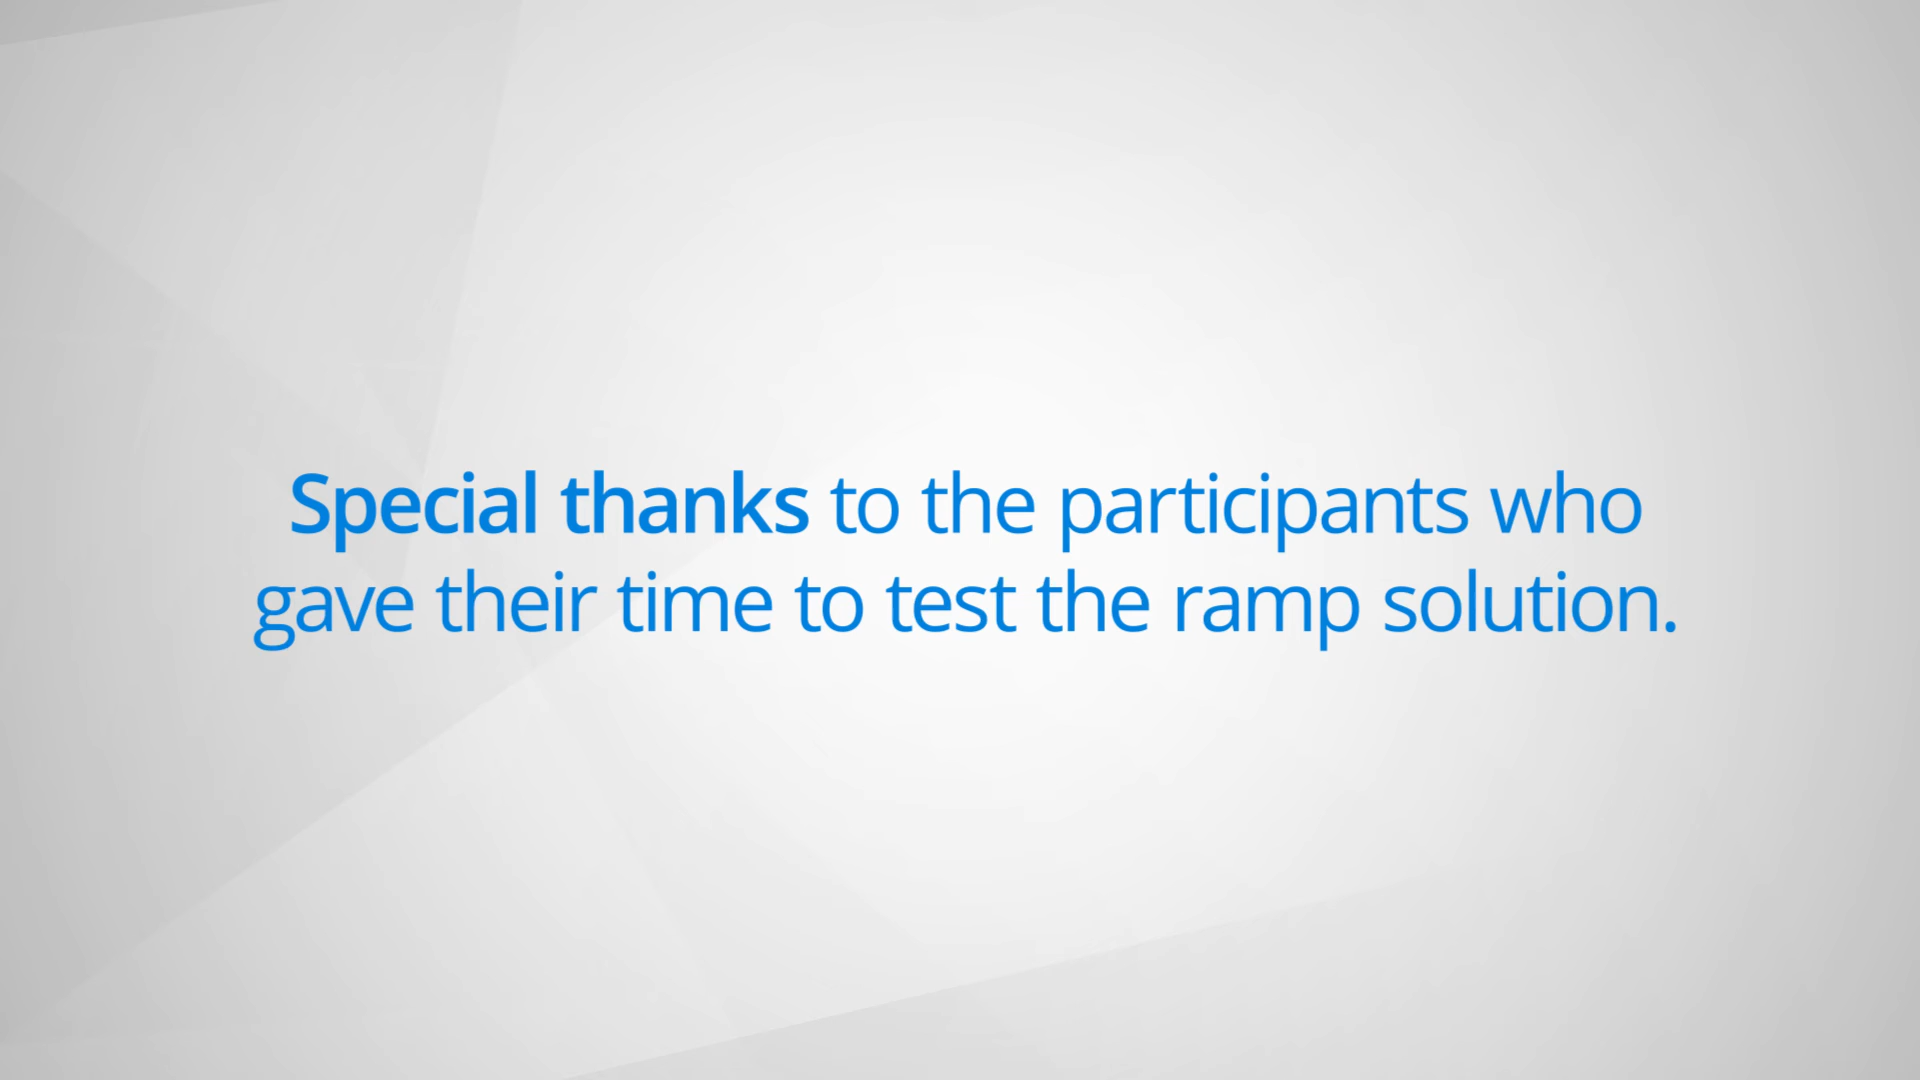 Special thanks to the participants who
gave their time to test the ramp solution.